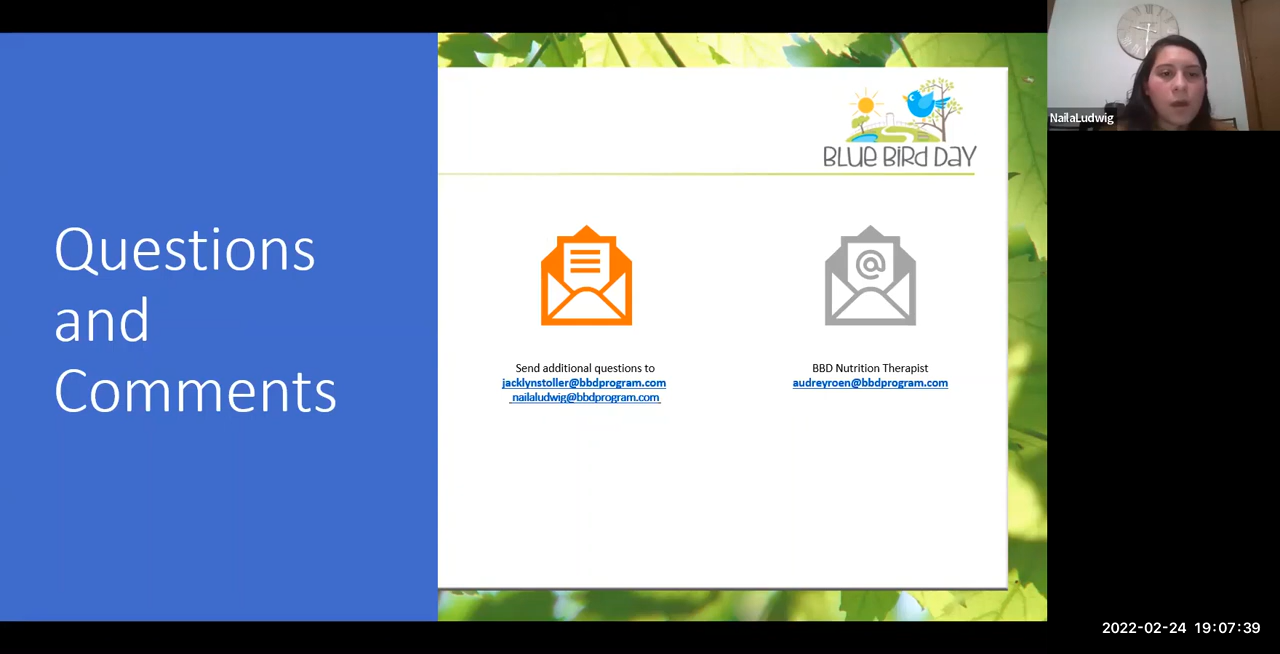 Questions
and
Comments
BLUE BIRD DAY
Send additional questions to
jacklynstoller@bbdprogram.com
nailaludwig@bbdprogram.com
@
BBD Nutrition Therapist
audreyroen@bbdprogram.com
NailaLudwig
2022-02-24 19:07:39